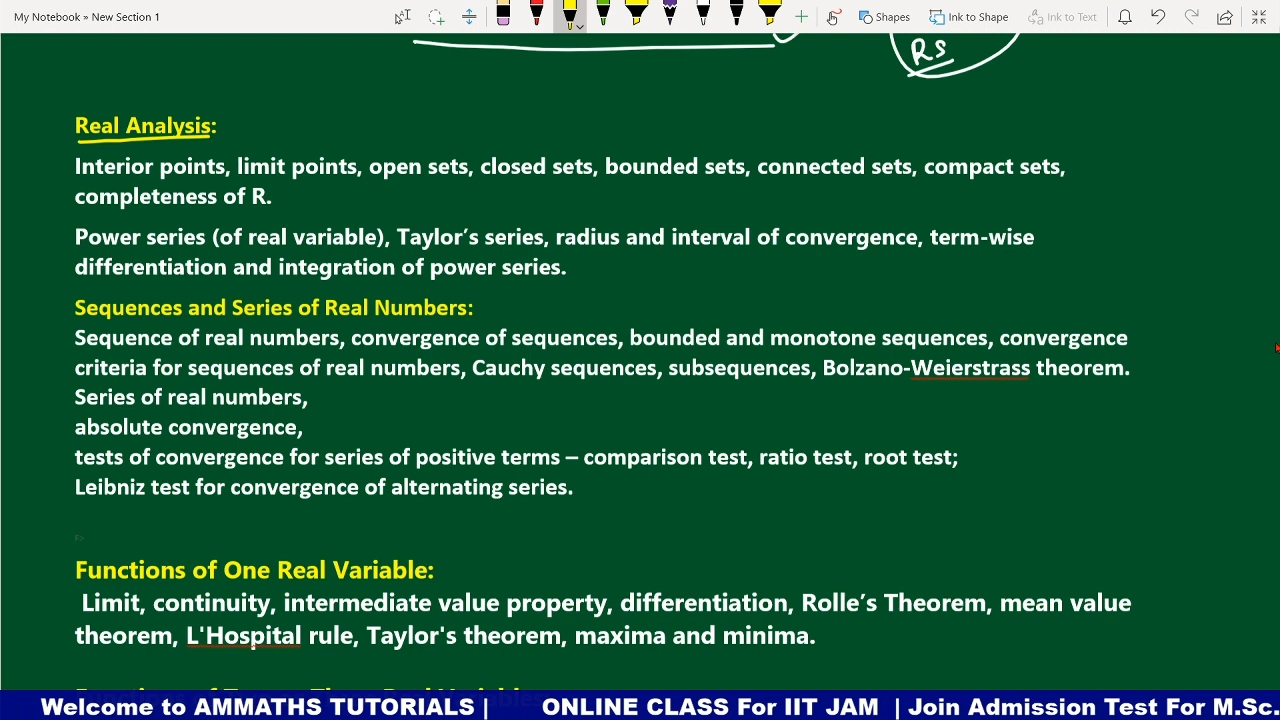 My Notebook » New Section 1
Shapes
Ink to Shape
Ink to Text
RS
Real Analysis:
Interior points, limit points, open sets, closed sets, bounded sets, connected sets, compact sets,
completeness of R.
Power series (of real variable), Taylor’s series, radius and interval of convergence, term-wise
differentiation and integration of power series.
Sequences and Series of Real Numbers:
Sequence of real numbers, convergence of sequences, bounded and monotone sequences, convergence
criteria for sequences of real numbers, Cauchy sequences, subsequences, Bolzano-Weierstrass theorem.
Series of real numbers,
absolute convergence,
tests of convergence for series of positive terms – comparison test, ratio test, root test;
Leibniz test for convergence of alternating series.
Functions of One Real Variable:
Limit, continuity, intermediate value property, differentiation, Rolle’s Theorem, mean value
theorem, L'Hospital rule, Taylor's theorem, maxima and minima.
Functions of Two or Three Real Variables
Welcome to AMMATHS TUTORIALS | ONLINE CLASS For IIT JAM | Join Admission Test For M.Sc.